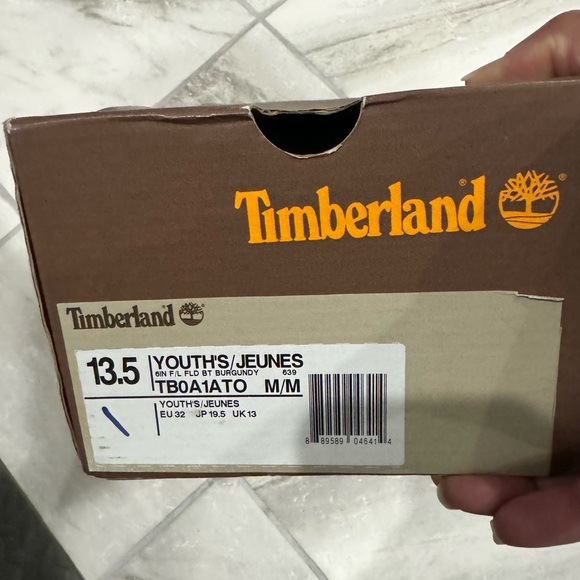 Timberland®
®
Timberland®
13.5
YOUTH'S/JEUNES
6IN F/L FLD BT BURGUNDY 639
TB0A1ATO M/M
YOUTH'S/JEUNES
EU 32 JP 19.5 UK 13
8 89589 04641 4